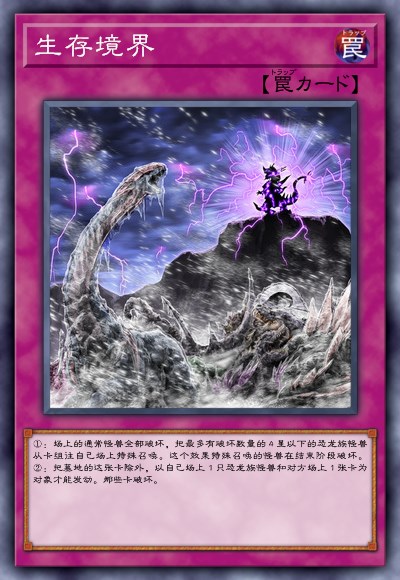 生存境界
罠
トラップ
【罠カード】
トラップ
①：场上的通常怪兽全部破坏，把最多有破坏数量的4星以下的恐龙族怪兽
从卡组往自己场上特殊召唤。这个效果特殊召唤的怪兽在结束阶段破坏。
②：把墓地的这张卡除外，以自己场上1只恐龙族怪兽和对方场上1张卡为
对象才能发动。那些卡破坏。